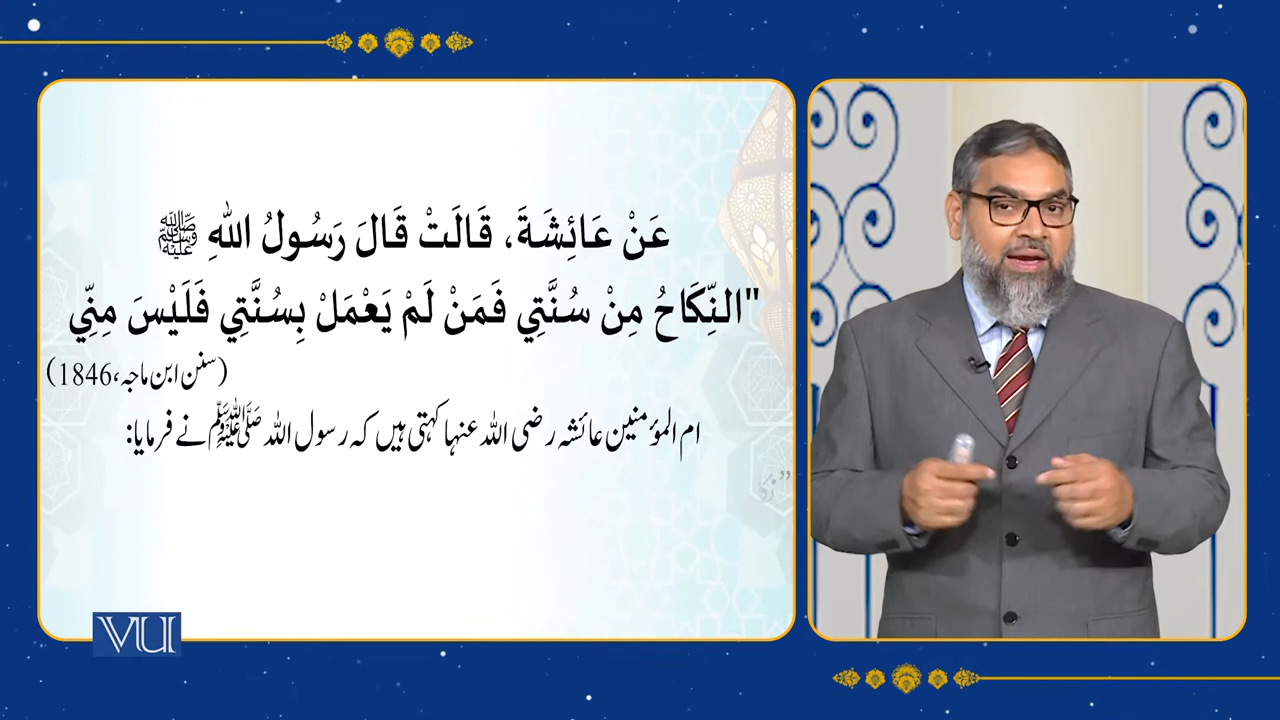 عَنْ عَائِشَةَ، قَالَتْ قَالَ رَسُولُ اللهِ ﷺ
"النِّكَاحُ مِنْ سُنَّتِي فَمَنْ لَمْ يَعْمَلْ بِسُنَّتِي فَلَيْسَ مِنِّي
(سنن ابن ماجہ، 1846)
ام المؤمنین عائشہ رضی اللہ عنہا کہتی ہیں کہ رسول اللہ ﷺ نے فرمایا:
VU